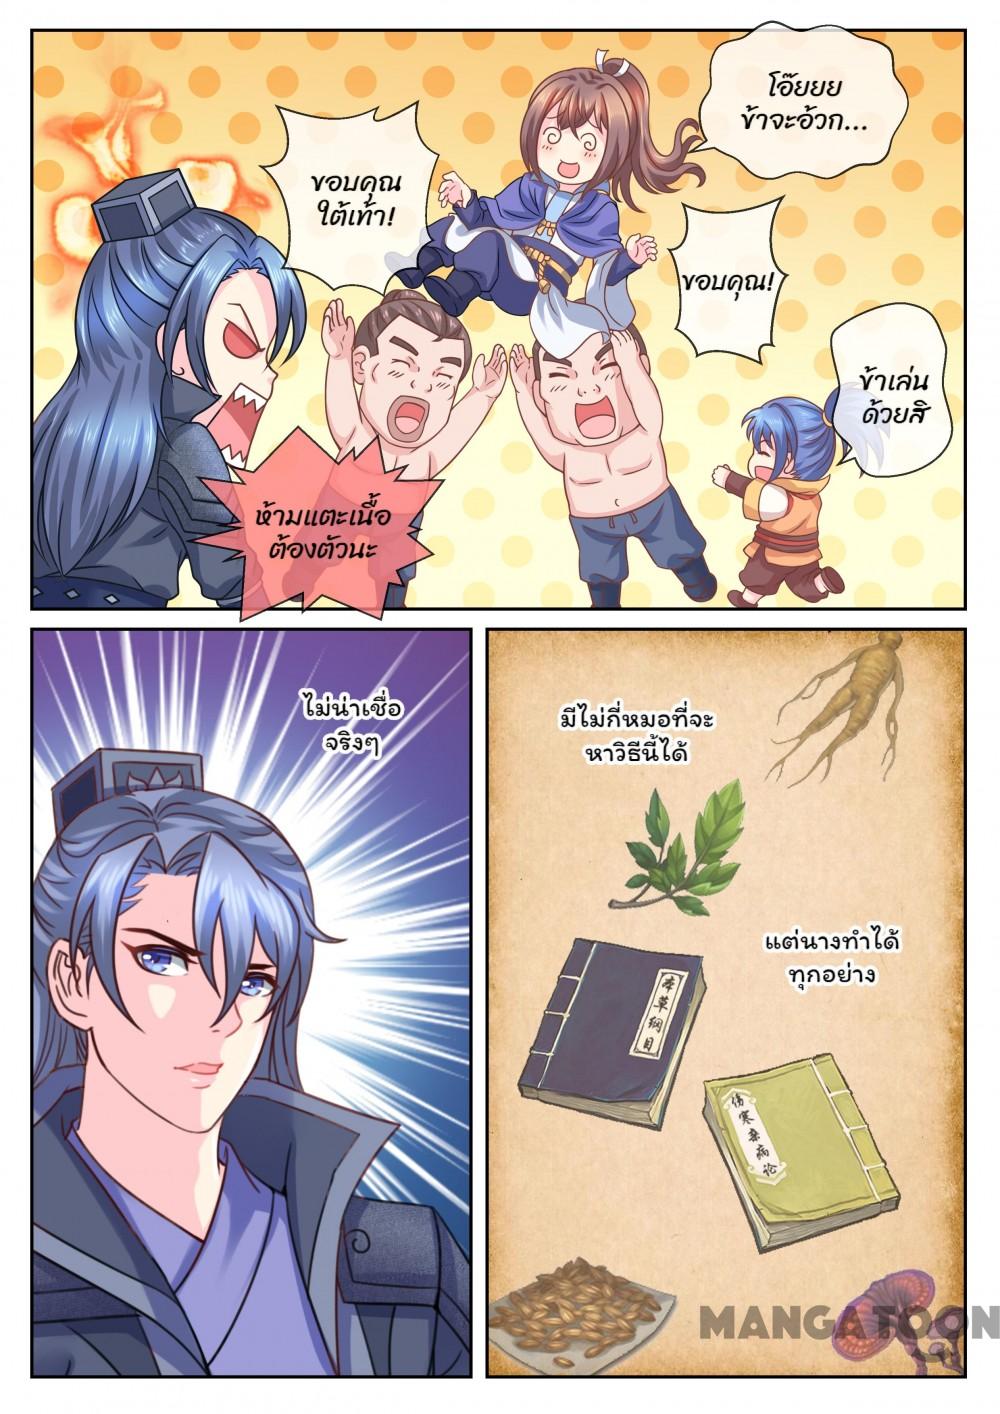 โอ๊ยยย
ข้าจะอ้วก...
ขอบคุณ
ใต้เท้า!
ขอบคุณ!
ข้าเล่น
ด้วยสิ
ห้ามแตะเนื้อ
ต้องตัวนะ
ไม่น่าเชื่อ
จริงๆ
มีไม่กี่หมอที่จะ
หาวิธีนี้ได้
แต่นางทำได้
ทุกอย่าง
本草纲目
伤寒杂病论
MANGATOON